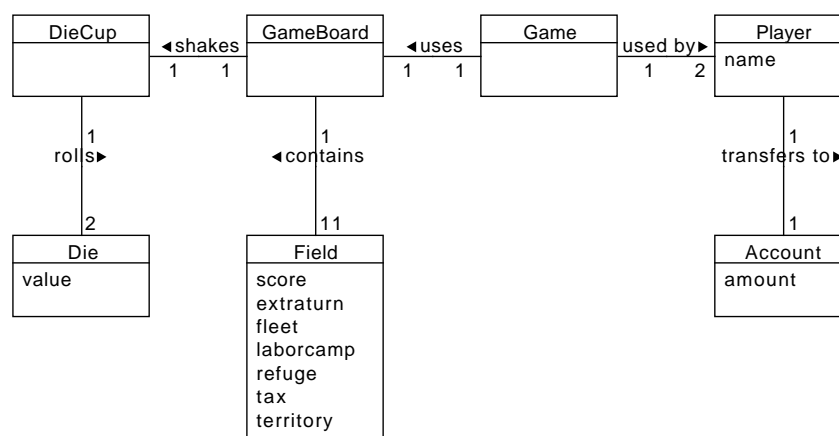 DieCup
◄shakes
1 1
GameBoard
◄uses
1 1
Game
used by►
1 2
Player
name
1
rolls►
2
1
◄contains
11
1
transfers to►
1
Die
value
Field
score
extraturn
fleet
laborcamp
refuge
tax
territory
Account
amount